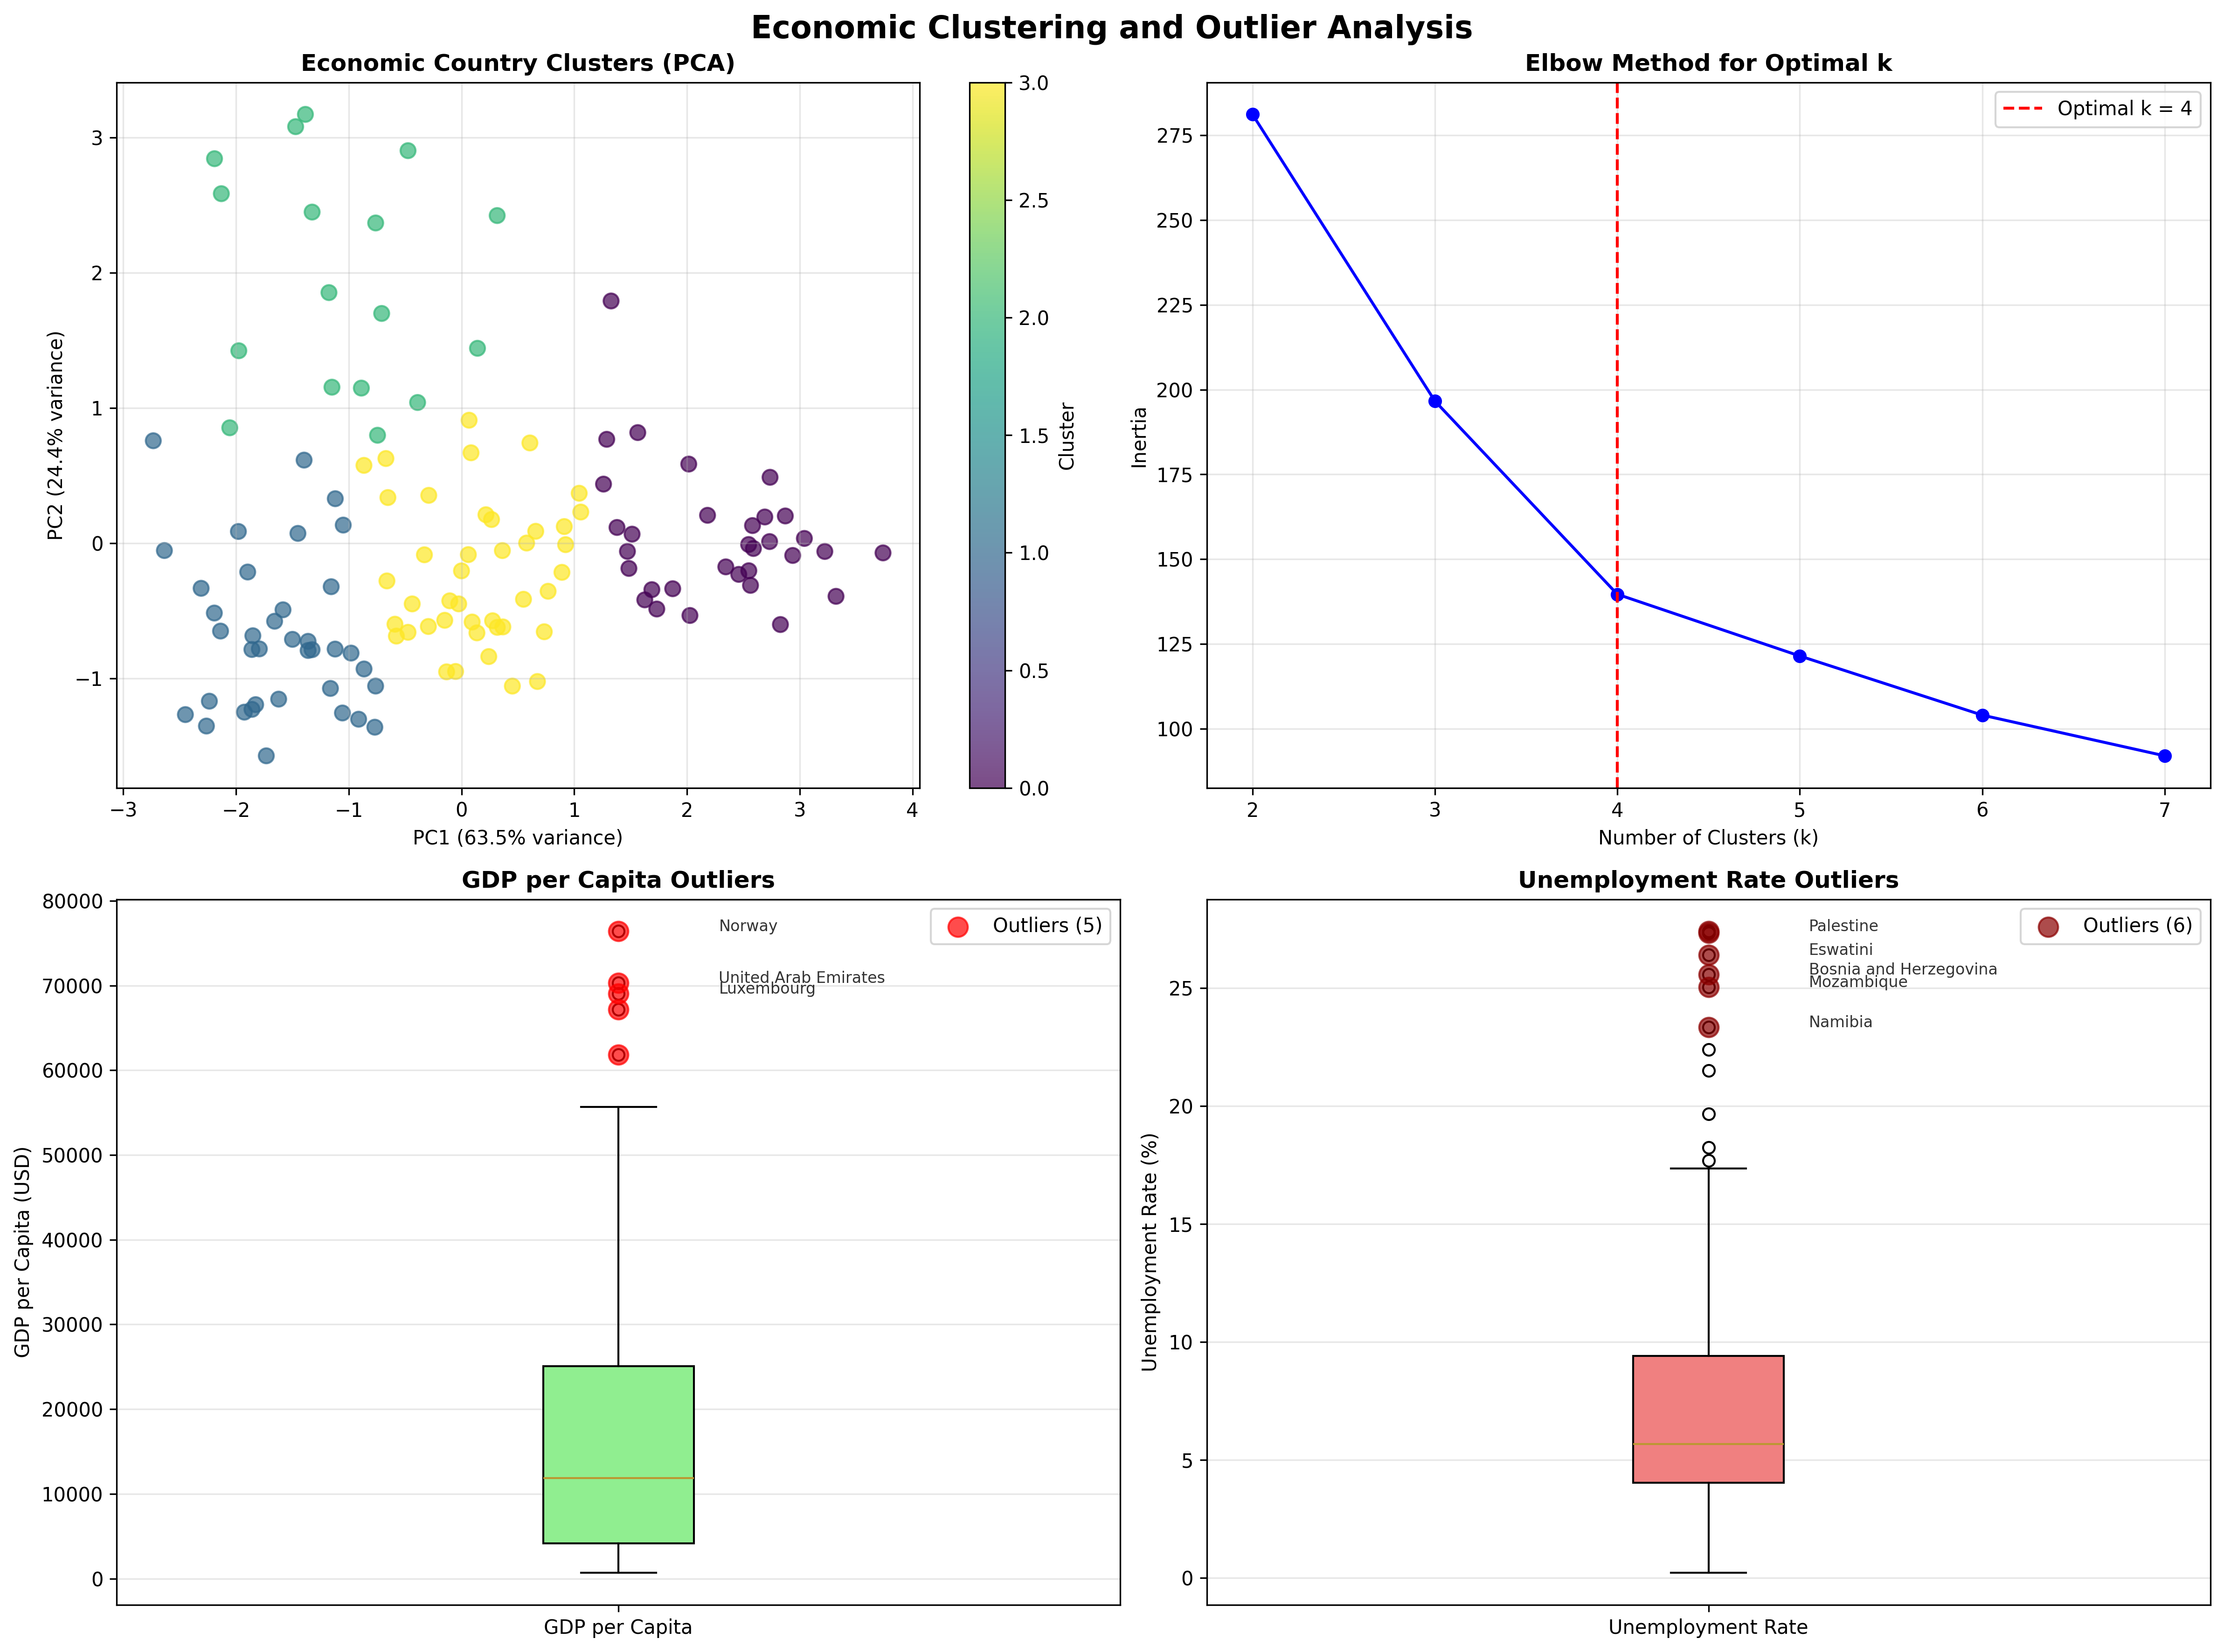 Economic Clustering and Outlier Analysis
Economic Country Clusters (PCA)
3
2
1
0
−1
PC2 (24.4% variance)
−3
−2
−1
0
1
2
3
4
PC1 (63.5% variance)
3.0
2.5
2.0
1.5
1.0
0.5
0.0
Cluster
Elbow Method for Optimal k
Optimal k = 4
275
250
225
200
175
150
125
100
Inertia
2
3
4
5
6
7
Number of Clusters (k)
GDP per Capita Outliers
Outliers (5)
Norway
United Arab Emirates
Luxembourg
80000
70000
60000
50000
40000
30000
20000
10000
0
GDP per Capita (USD)
GDP per Capita
Unemployment Rate Outliers
Outliers (6)
Palestine
Eswatini
Bosnia and Herzegovina
Mozambique
Namibia
25
20
15
10
5
0
Unemployment Rate (%)
Unemployment Rate